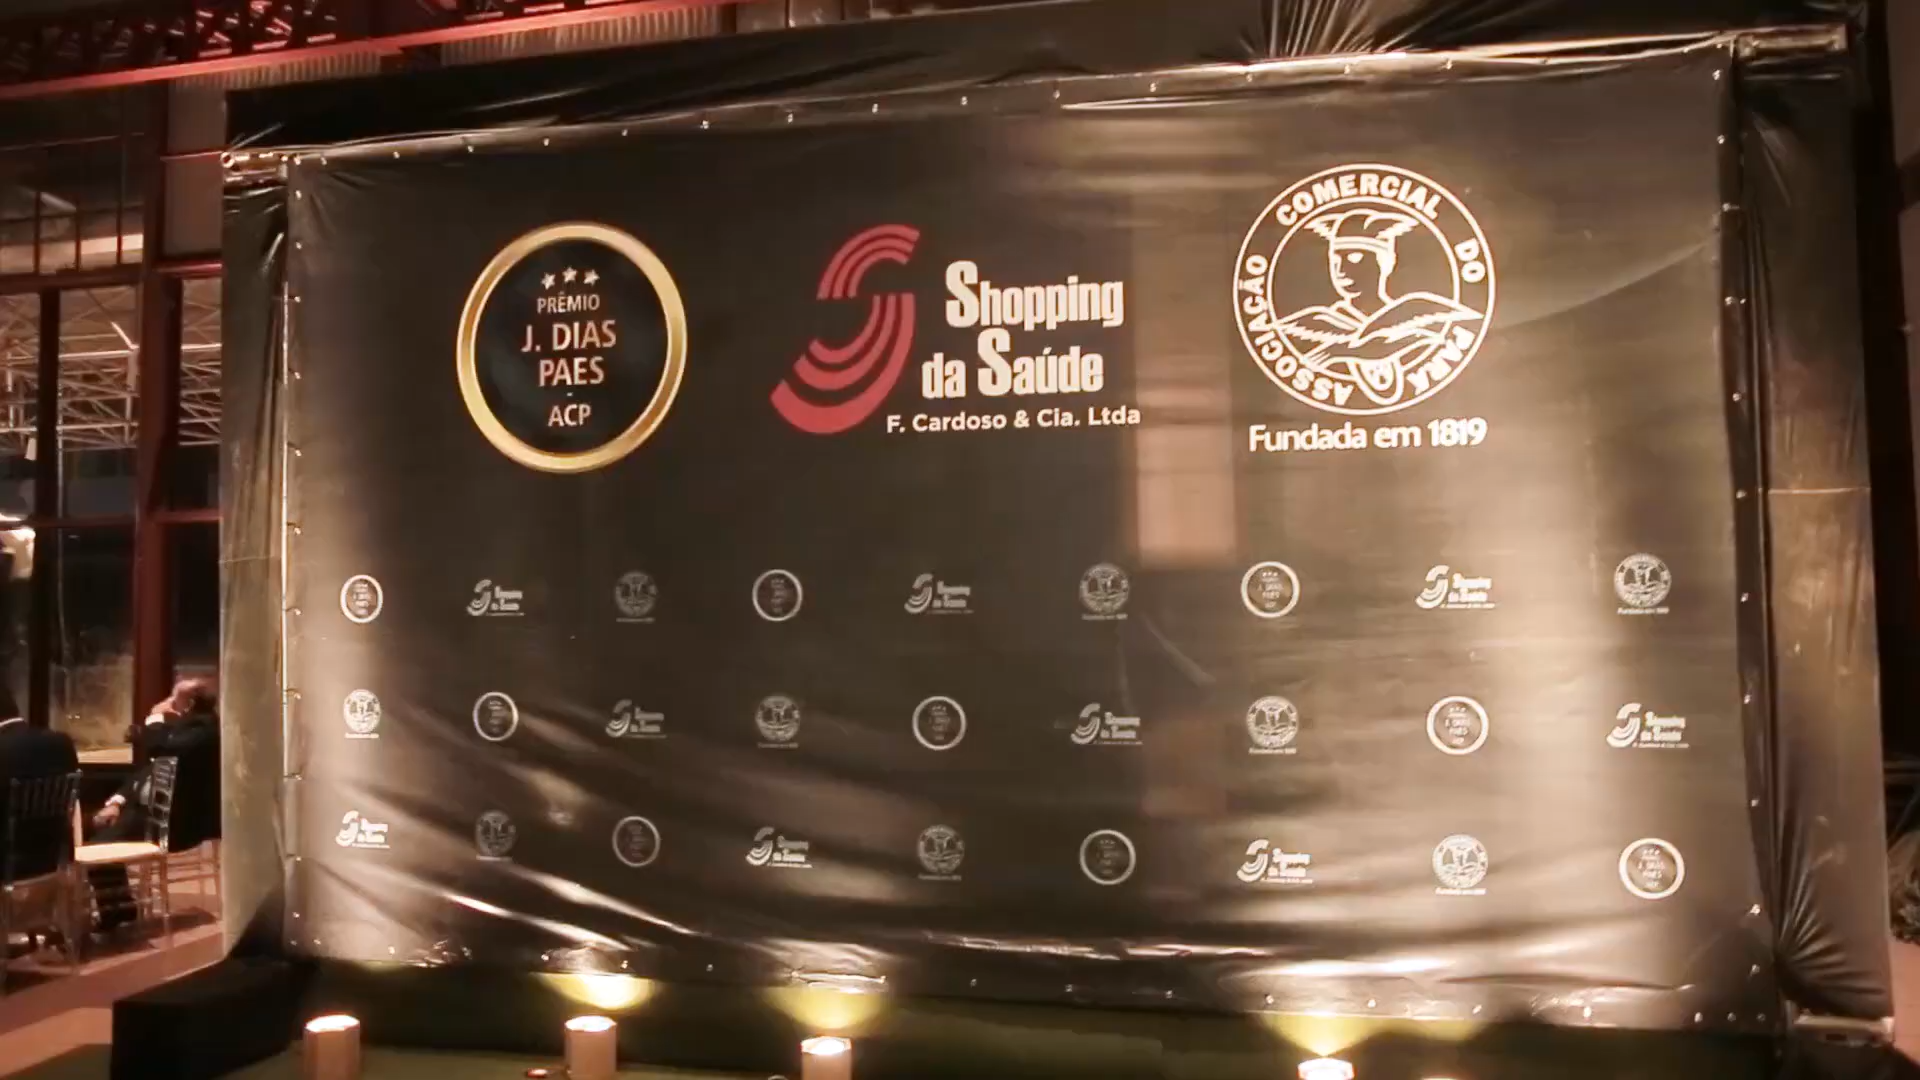 PRÊMIO
J. DIAS
PAES
-
ACP
Shopping
da Saúde
F. Cardoso & Cia. Ltda
ASSOCIAÇÃO COMERCIAL DO PARÁ
Fundada em 1819